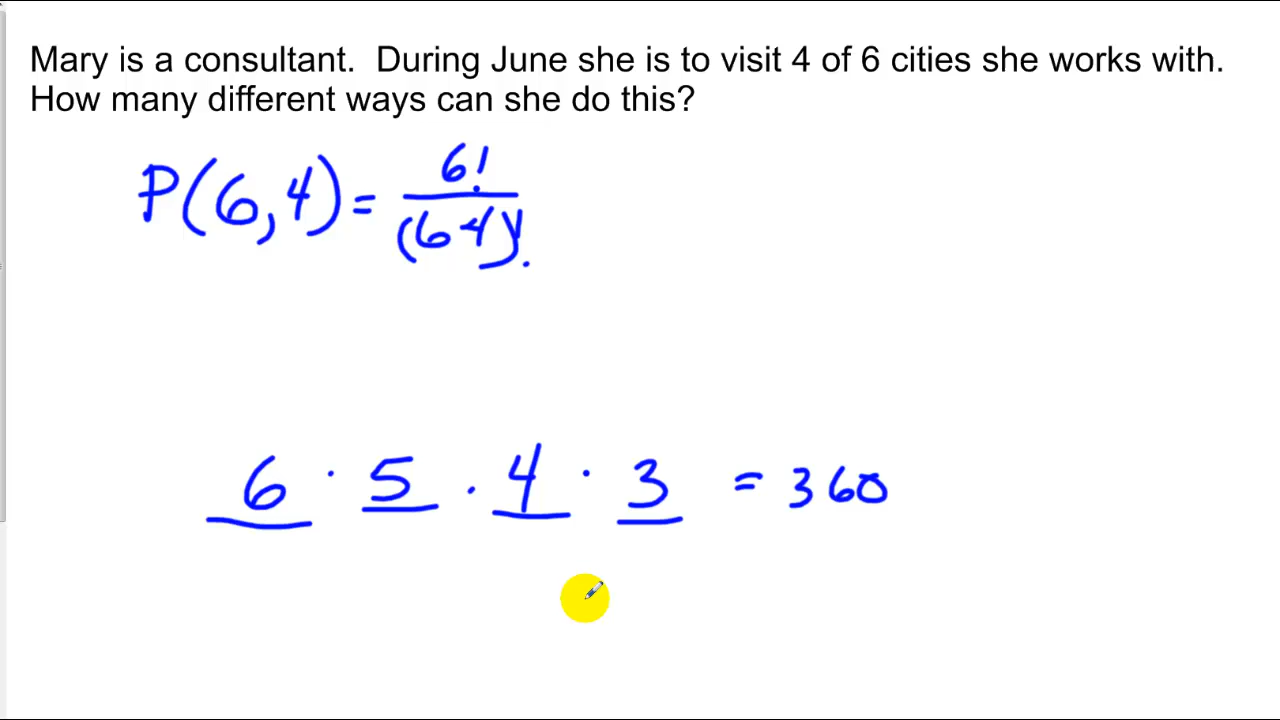 Mary is a consultant. During June she is to visit 4 of 6 cities she works with.
How many different ways can she do this?
P(6,4) = 6!
(6-4)!
6 · 5 · 4 · 3 = 360